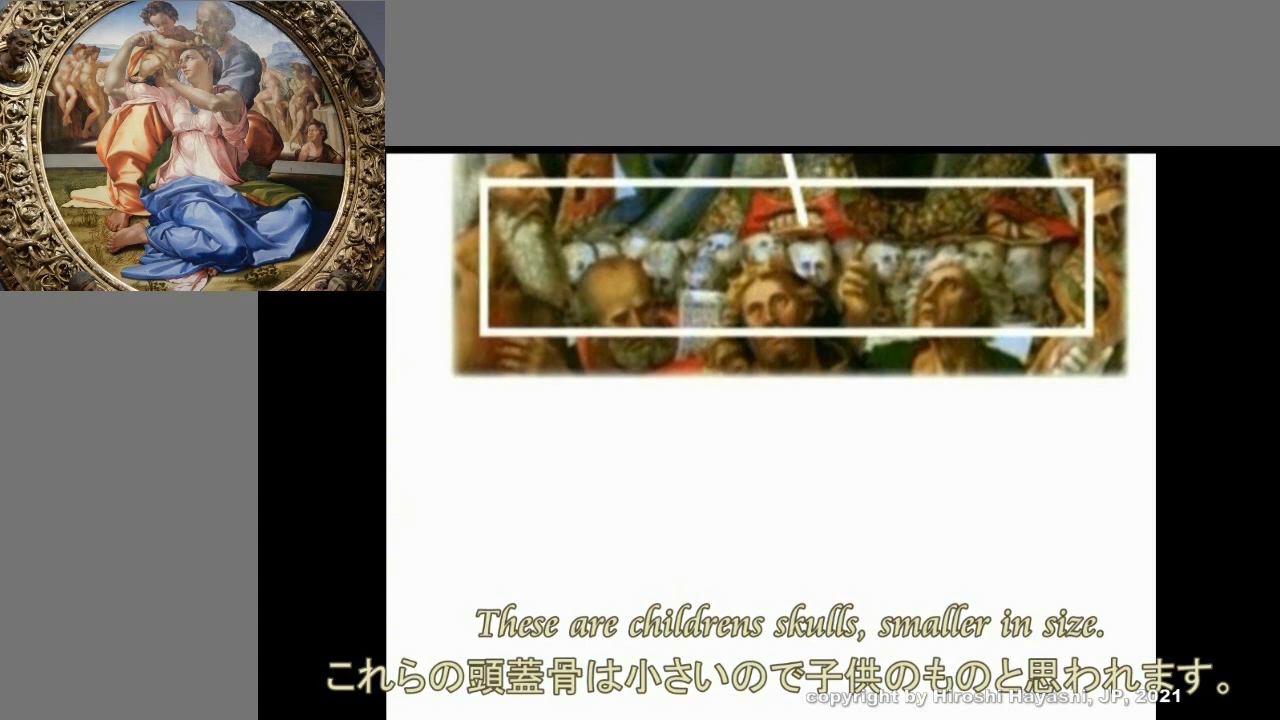 These are childrens skulls, smaller in size.
これらの頭蓋骨は小さいので子供のものと思われます。
copyright by Hiroshi Hayashi, JP, 2021